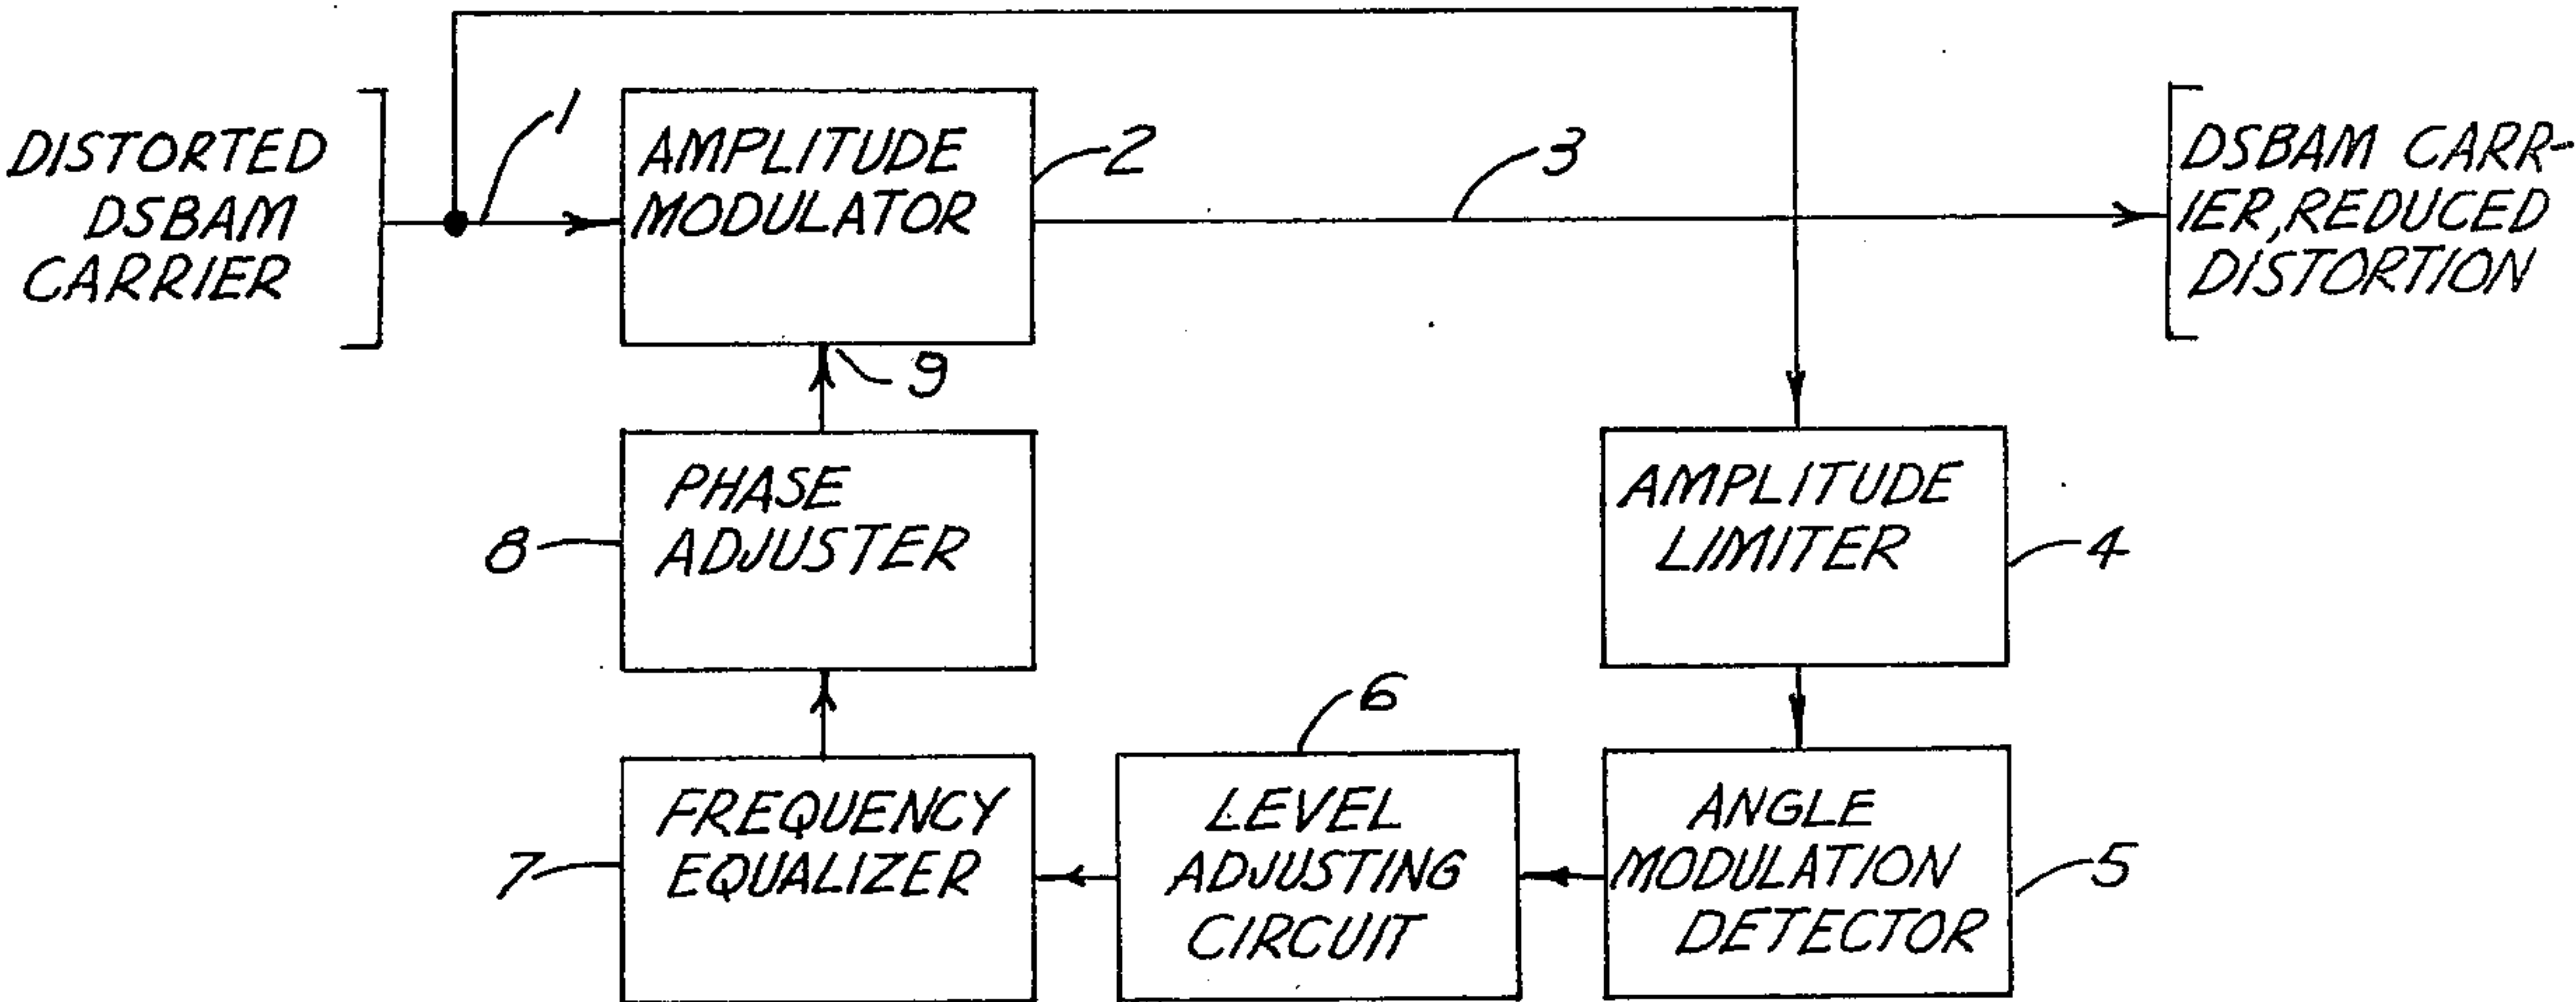 DISTORTED
DSBAM
CARRIER
1
AMPLITUDE
MODULATOR
2
3
DSBAM CARR-
IER, REDUCED
DISTORTION
9
PHASE
ADJUSTER
8
AMPLITUDE
LIMITER
4
6
FREQUENCY
EQUALIZER
7
LEVEL
ADJUSTING
CIRCUIT
ANGLE
MODULATION
DETECTOR
5